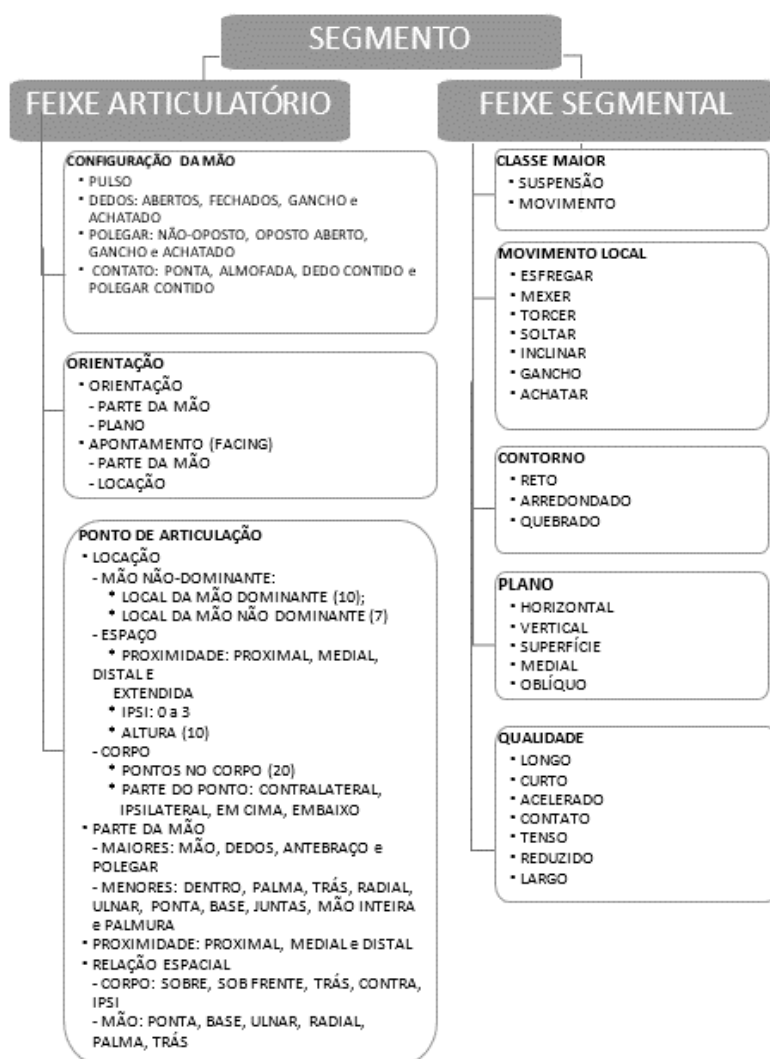 SEGMENTO
FEIXE ARTICULATÓRIO
CONFIGURAÇÃO DA MÃO
▪ PULSO
▪ DEDOS: ABERTOS, FECHADOS, GANCHO e
ACHATADO
▪ POLEGAR: NÃO-OPOSTO, OPOSTO ABERTO,
GANCHO e ACHATADO
▪ CONTATO: PONTA, ALMOFADA, DEDO CONTIDO e
POLEGAR CONTIDO
ORIENTAÇÃO
▪ ORIENTAÇÃO
- PARTE DA MÃO
- PLANO
▪ APONTAMENTO (FACING)
- PARTE DA MÃO
- LOCAÇÃO
PONTO DE ARTICULAÇÃO
▪ LOCAÇÃO
- MÃO NÃO-DOMINANTE:
* LOCAL DA MÃO DOMINANTE (10);
* LOCAL DA MÃO NÃO DOMINANTE (7)
- ESPAÇO
* PROXIMIDADE: PROXIMAL, MEDIAL,
DISTAL E
EXTENDIDA
* IPSI: 0 a 3
* ALTURA (10)
- CORPO
* PONTOS NO CORPO (20)
* PARTE DO PONTO: CONTRALATERAL,
IPSILATERAL, EM CIMA, EMBAIXO
▪ PARTE DA MÃO
- MAIORES: MÃO, DEDOS, ANTEBRAÇO e
POLEGAR
- MENORES: DENTRO, PALMA, TRÁS, RADIAL,
ULNAR, PONTA, BASE, JUNTAS, MÃO INTEIRA
e PALMURA
▪ PROXIMIDADE: PROXIMAL, MEDIAL e DISTAL
▪ RELAÇÃO ESPACIAL
- CORPO: SOBRE, SOB FRENTE, TRÁS, CONTRA,
IPSI
- MÃO: PONTA, BASE, ULNAR, RADIAL,
PALMA, TRÁS
FEIXE SEGMENTAL
CLASSE MAIOR
▪ SUSPENSÃO
▪ MOVIMENTO
MOVIMENTO LOCAL
▪ ESFREGAR
▪ MEXER
▪ TORCER
▪ SOLTAR
▪ INCLINAR
▪ GANCHO
▪ ACHATAR
CONTORNO
▪ RETO
▪ ARREDONDADO
▪ QUEBRADO
PLANO
▪ HORIZONTAL
▪ VERTICAL
▪ SUPERFÍCIE
▪ MEDIAL
▪ OBLÍQUO
QUALIDADE
▪ LONGO
▪ CURTO
▪ ACELERADO
▪ CONTATO
▪ TENSO
▪ REDUZIDO
▪ LARGO